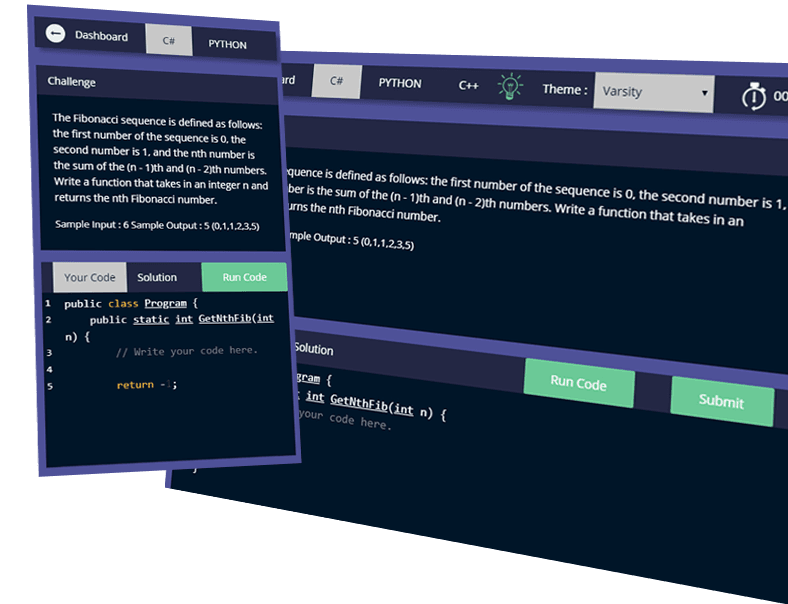 Dashboard C# PYTHON
Challenge
The Fibonacci sequence is defined as follows:
the first number of the sequence is 0, the
second number is 1, and the nth number is
the sum of the (n - 1)th and (n - 2)th numbers.
Write a function that takes in an integer n and
returns the nth Fibonacci number.
Sample Input : 6 Sample Output : 5 (0,1,1,2,3,5)
Your Code Solution Run Code
1 public class Program {
2 public static int GetNthFib(int
n) {
3 // Write your code here.
4
5 return -1;
C# PYTHON C++ Theme : Varsity 00
is defined as follows: the first number of the sequence is 0, the second number is 1,
is the sum of the (n - 1)th and (n - 2)th numbers. Write a function that takes in an
the nth Fibonacci number.
Output : 5 (0,1,1,2,3,5)
Solution Run Code Submit
{
int GetNthFib(int n) {
your code here.
}